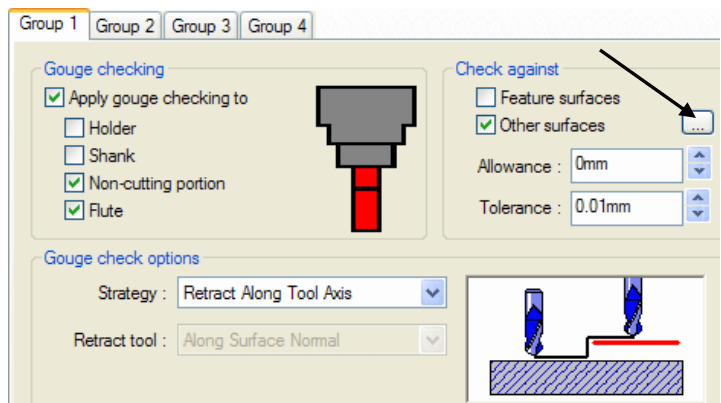 Group 1 Group 2 Group 3 Group 4
Gouge checking
Apply gouge checking to
Holder
Shank
Non-cutting portion
Flute
Check against
Feature surfaces
Other surfaces ...
Allowance : 0mm
Tolerance : 0.01mm
Gouge check options
Strategy : Retract Along Tool Axis
Retract tool : Along Surface Normal